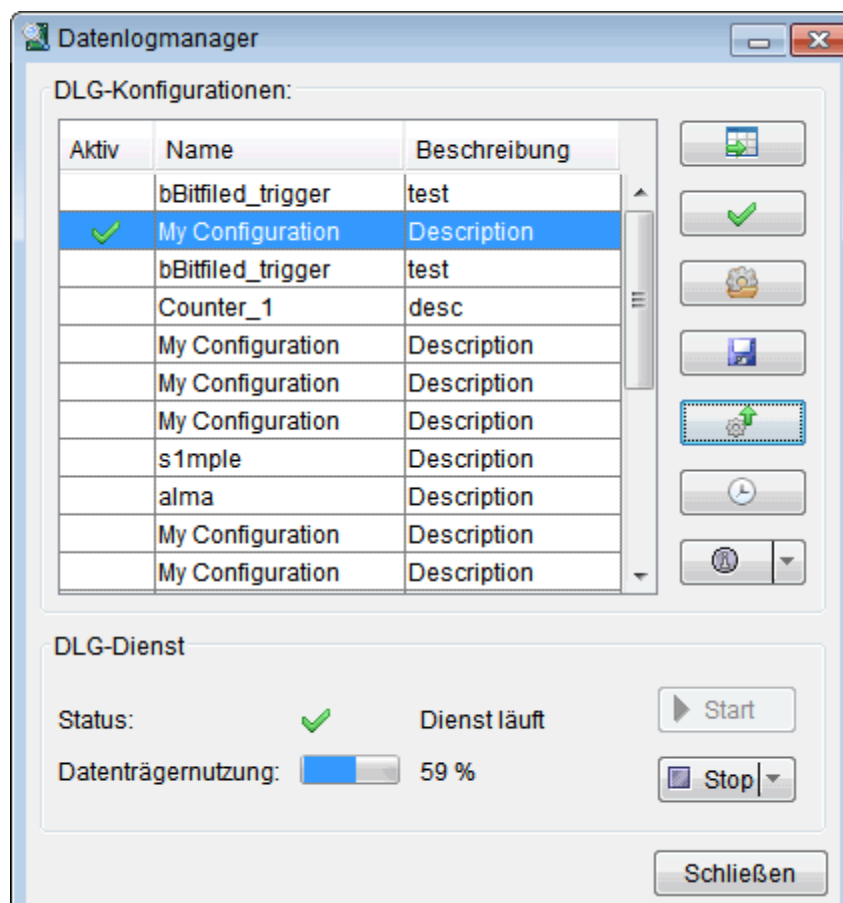 Datenlogmanager
DLG-Konfigurationen:
Aktiv Name Beschreibung
bBitfiled_trigger test
My Configuration Description
bBitfiled_trigger test
Counter_1 desc
My Configuration Description
My Configuration Description
My Configuration Description
s1mple Description
alma Description
My Configuration Description
My Configuration Description
DLG-Dienst
Status: Dienst läuft Start
Datenträgernutzung: 59 % Stop
Schließen